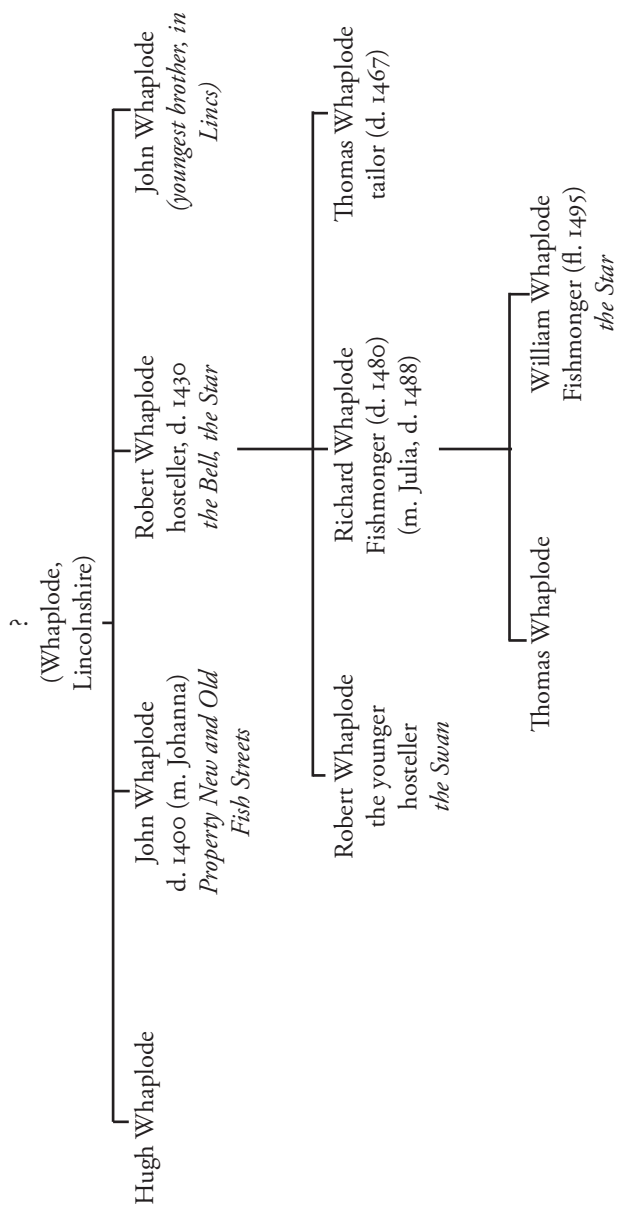 ?
(Whaplode,
Lincolnshire)
Hugh Whaplode
John Whaplode
d. 1400 (m. Johanna)
Property New and Old
Fish Streets
Robert Whaplode
hosteller, d. 1430
the Bell, the Star
John Whaplode
(youngest brother, in
Lincs)
Robert Whaplode
the younger
hosteller
the Swan
Richard Whaplode
Fishmonger (d. 1480)
(m. Julia, d. 1488)
Thomas Whaplode
tailor (d. 1467)
Thomas Whaplode
William Whaplode
Fishmonger (fl. 1495)
the Star